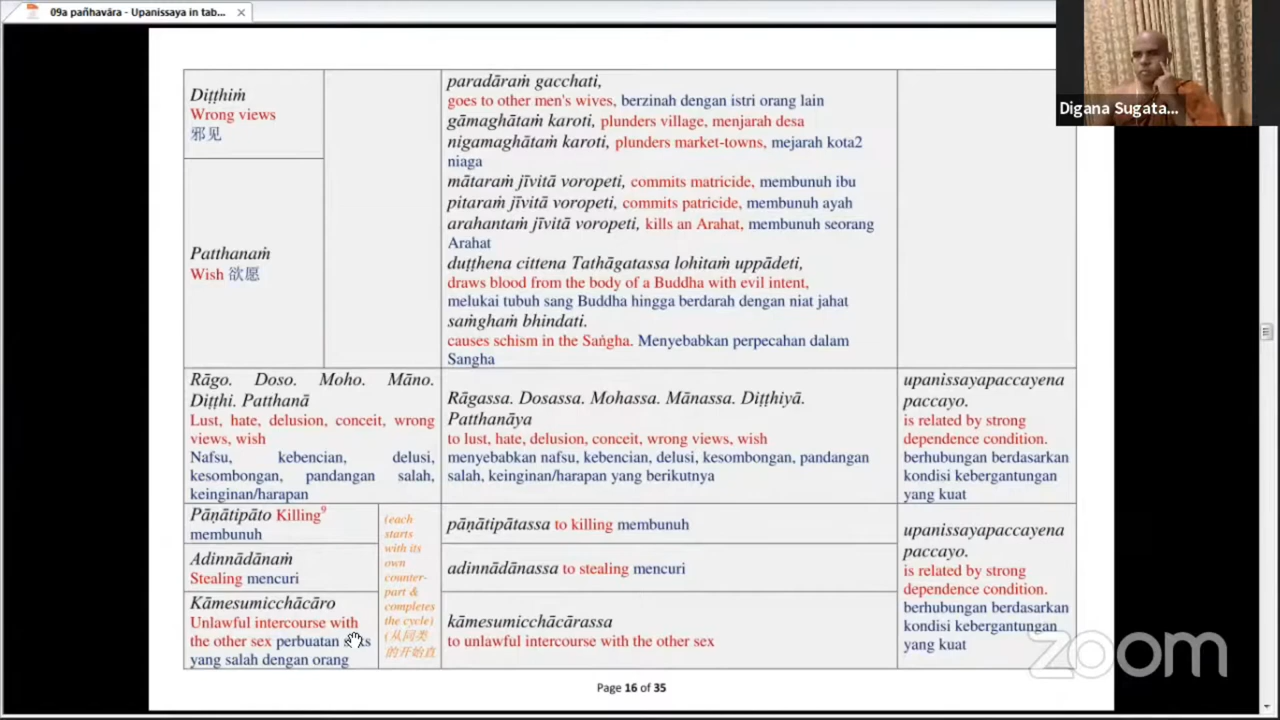 09a pañhavāra - Upanissaya in tab...
Digana Sugata...
Diṭṭhiṁ
Wrong views
邪见
Patthanaṁ
Wish 欲愿
paradāraṁ gacchati,
goes to other men's wives, berzinah dengan istri orang lain
gāmaghātaṁ karoti, plunders village, menjarah desa
nigamaghātaṁ karoti, plunders market-towns, mejarah kota2
niaga
mātaraṁ jīvitā voropeti, commits matricide, membunuh ibu
pitaraṁ jīvitā voropeti, commits patricide, membunuh ayah
arahantaṁ jīvitā voropeti, kills an Arahat, membunuh seorang
Arahat
duṭṭhena cittena Tathāgatassa lohitaṁ uppādeti,
draws blood from the body of a Buddha with evil intent,
melukai tubuh sang Buddha hingga berdarah dengan niat jahat
saṁghaṁ bhindati.
causes schism in the Saṅgha. Menyebabkan perpecahan dalam
Sangha
Rāgo. Doso. Moho. Māno.
Diṭṭhi. Patthanā
Lust, hate, delusion, conceit, wrong
views, wish
Nafsu, kebencian, delusi,
kesombongan, pandangan salah,
keinginan/harapan
Rāgassa. Dosassa. Mohassa. Mānassa. Diṭṭhiyā.
Patthanāya
to lust, hate, delusion, conceit, wrong views, wish
menyebabkan nafsu, kebencian, delusi, kesombongan, pandangan
salah, keinginan/harapan yang berikutnya
upanissayapaccayena
paccayo.
is related by strong
dependence condition.
berhubungan berdasarkan
kondisi kebergantungan
yang kuat
Pāṇātipāto Killing9
membunuh
Adinnādānaṁ
Stealing mencuri
Kāmesumicchācāro
Unlawful intercourse with
the other sex perbuatan
yang salah dengan orang
(each
starts
with its
own
counter-
part &
completes
the cycle)
(从同类
的开始直
pāṇātipātassa to killing membunuh
adinnādānassa to stealing mencuri
kāmesumicchācārassa
to unlawful intercourse with the other sex
upanissayapaccayena
paccayo.
is related by strong
dependence condition.
berhubungan berdasarkan
kondisi kebergantungan
yang kuat
zoom
Page 16 of 35